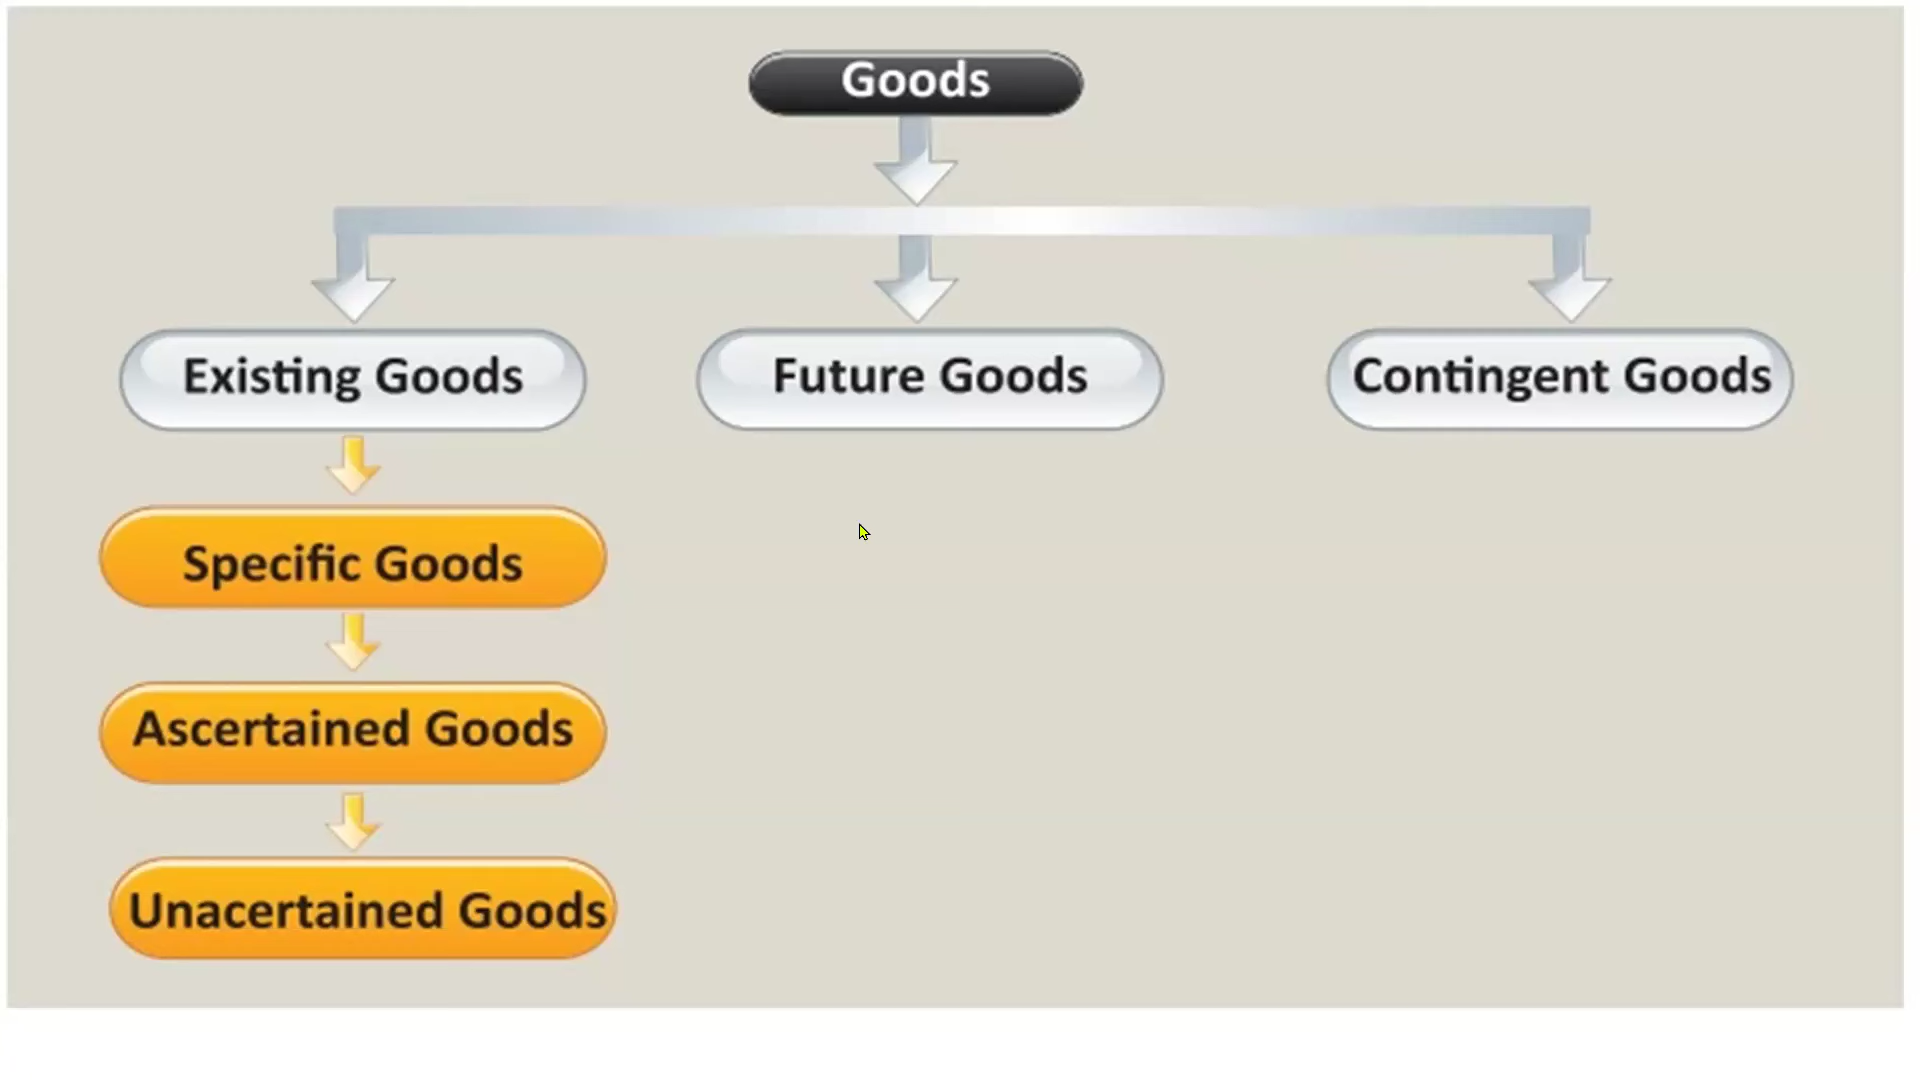 Goods
Existing Goods
Future Goods
Contingent Goods
Specific Goods
Ascertained Goods
Unacertained Goods